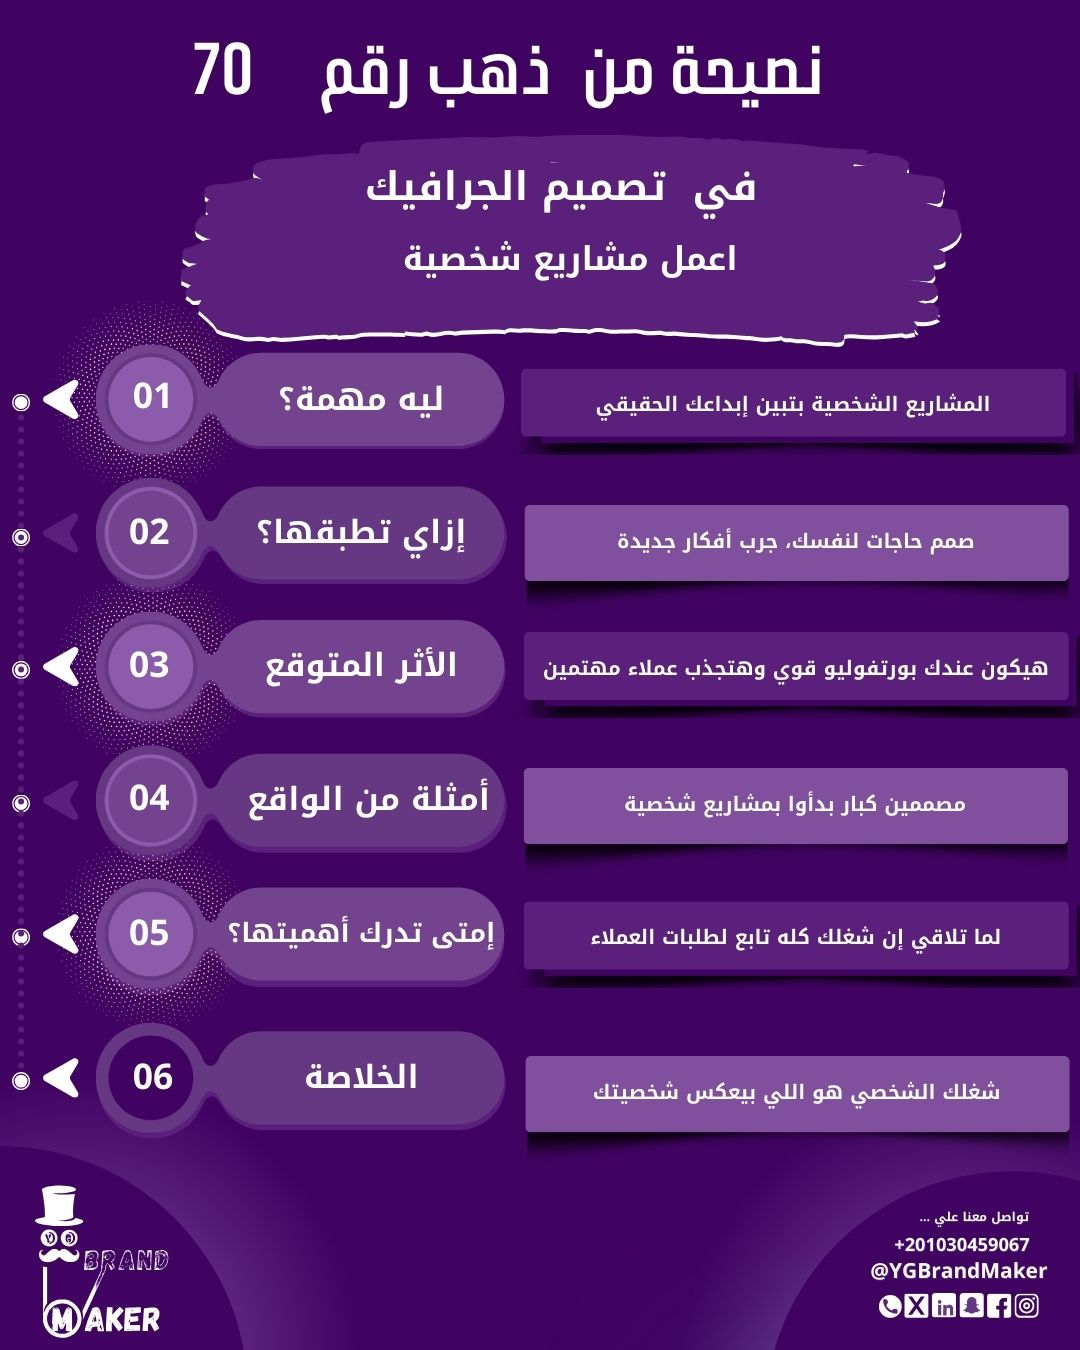 نصيحة من ذهب رقم 70
في تصميم الجرافيك
اعمل مشاريع شخصية
01
ليه مهمة؟
المشاريع الشخصية بتبين إبداعك الحقيقي
02
إزاي تطبقها؟
صمم حاجات لنفسك، جرب أفكار جديدة
03
الأثر المتوقع
هيكون عندك بورتفوليو قوي وهتجذب عملاء مهتمين
04
أمثلة من الواقع
مصممين كبار بدأوا بمشاريع شخصية
05
إمتى تدرك أهميتها؟
لما تلاقي إن شغلك كله تابع لطلبات العملاء
06
الخلاصة
شغلك الشخصي هو اللي بيعكس شخصيتك
تواصل معنا علي ...
+201030459067
@YGBrandMaker
YG
BRAND
MAKER